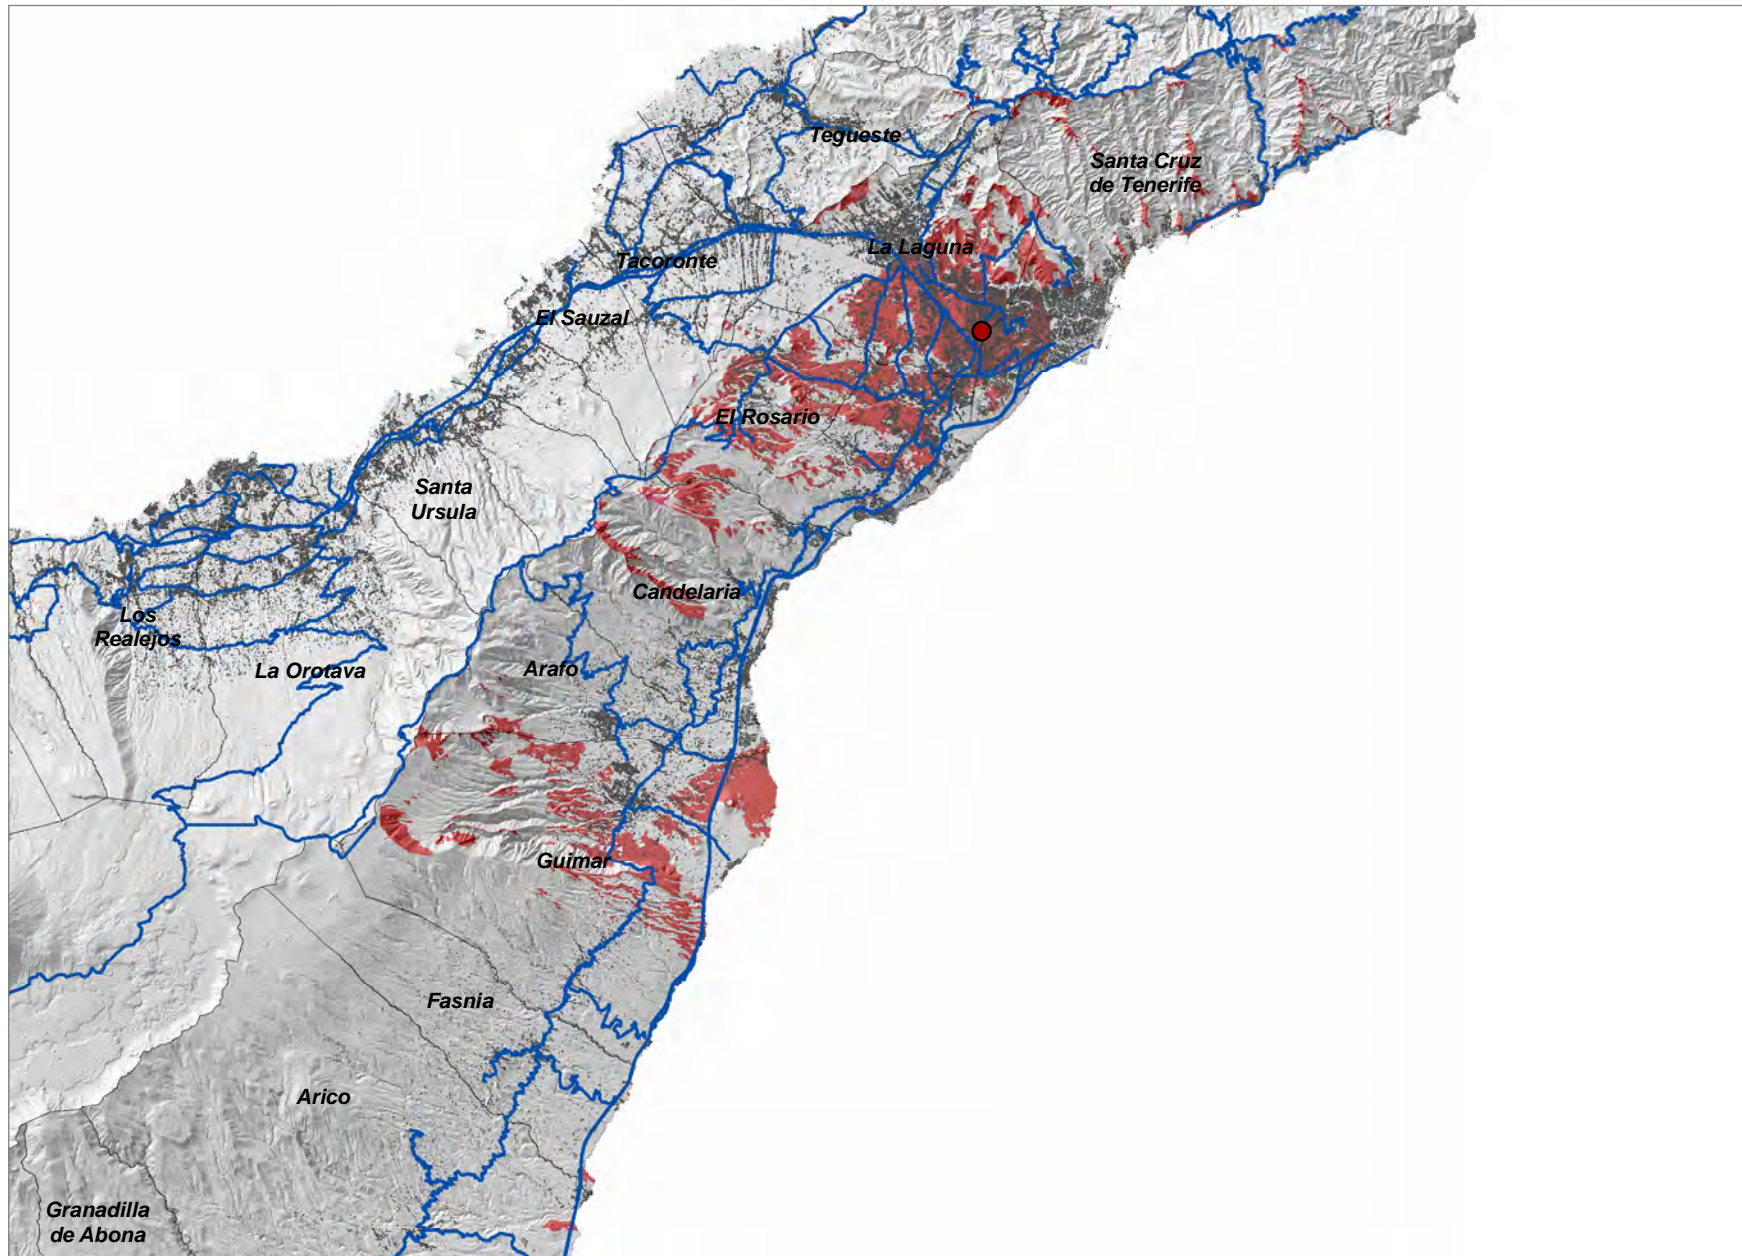 Tegueste
Santa Cruz
de Tenerife
La Laguna
Tacoronte
El Sauzal
El Rosario
Santa
Ursula
Candelaria
Los
Realejos
La Orotava
Arafo
Guimar
Fasnia
Arico
Granadilla
de Abona